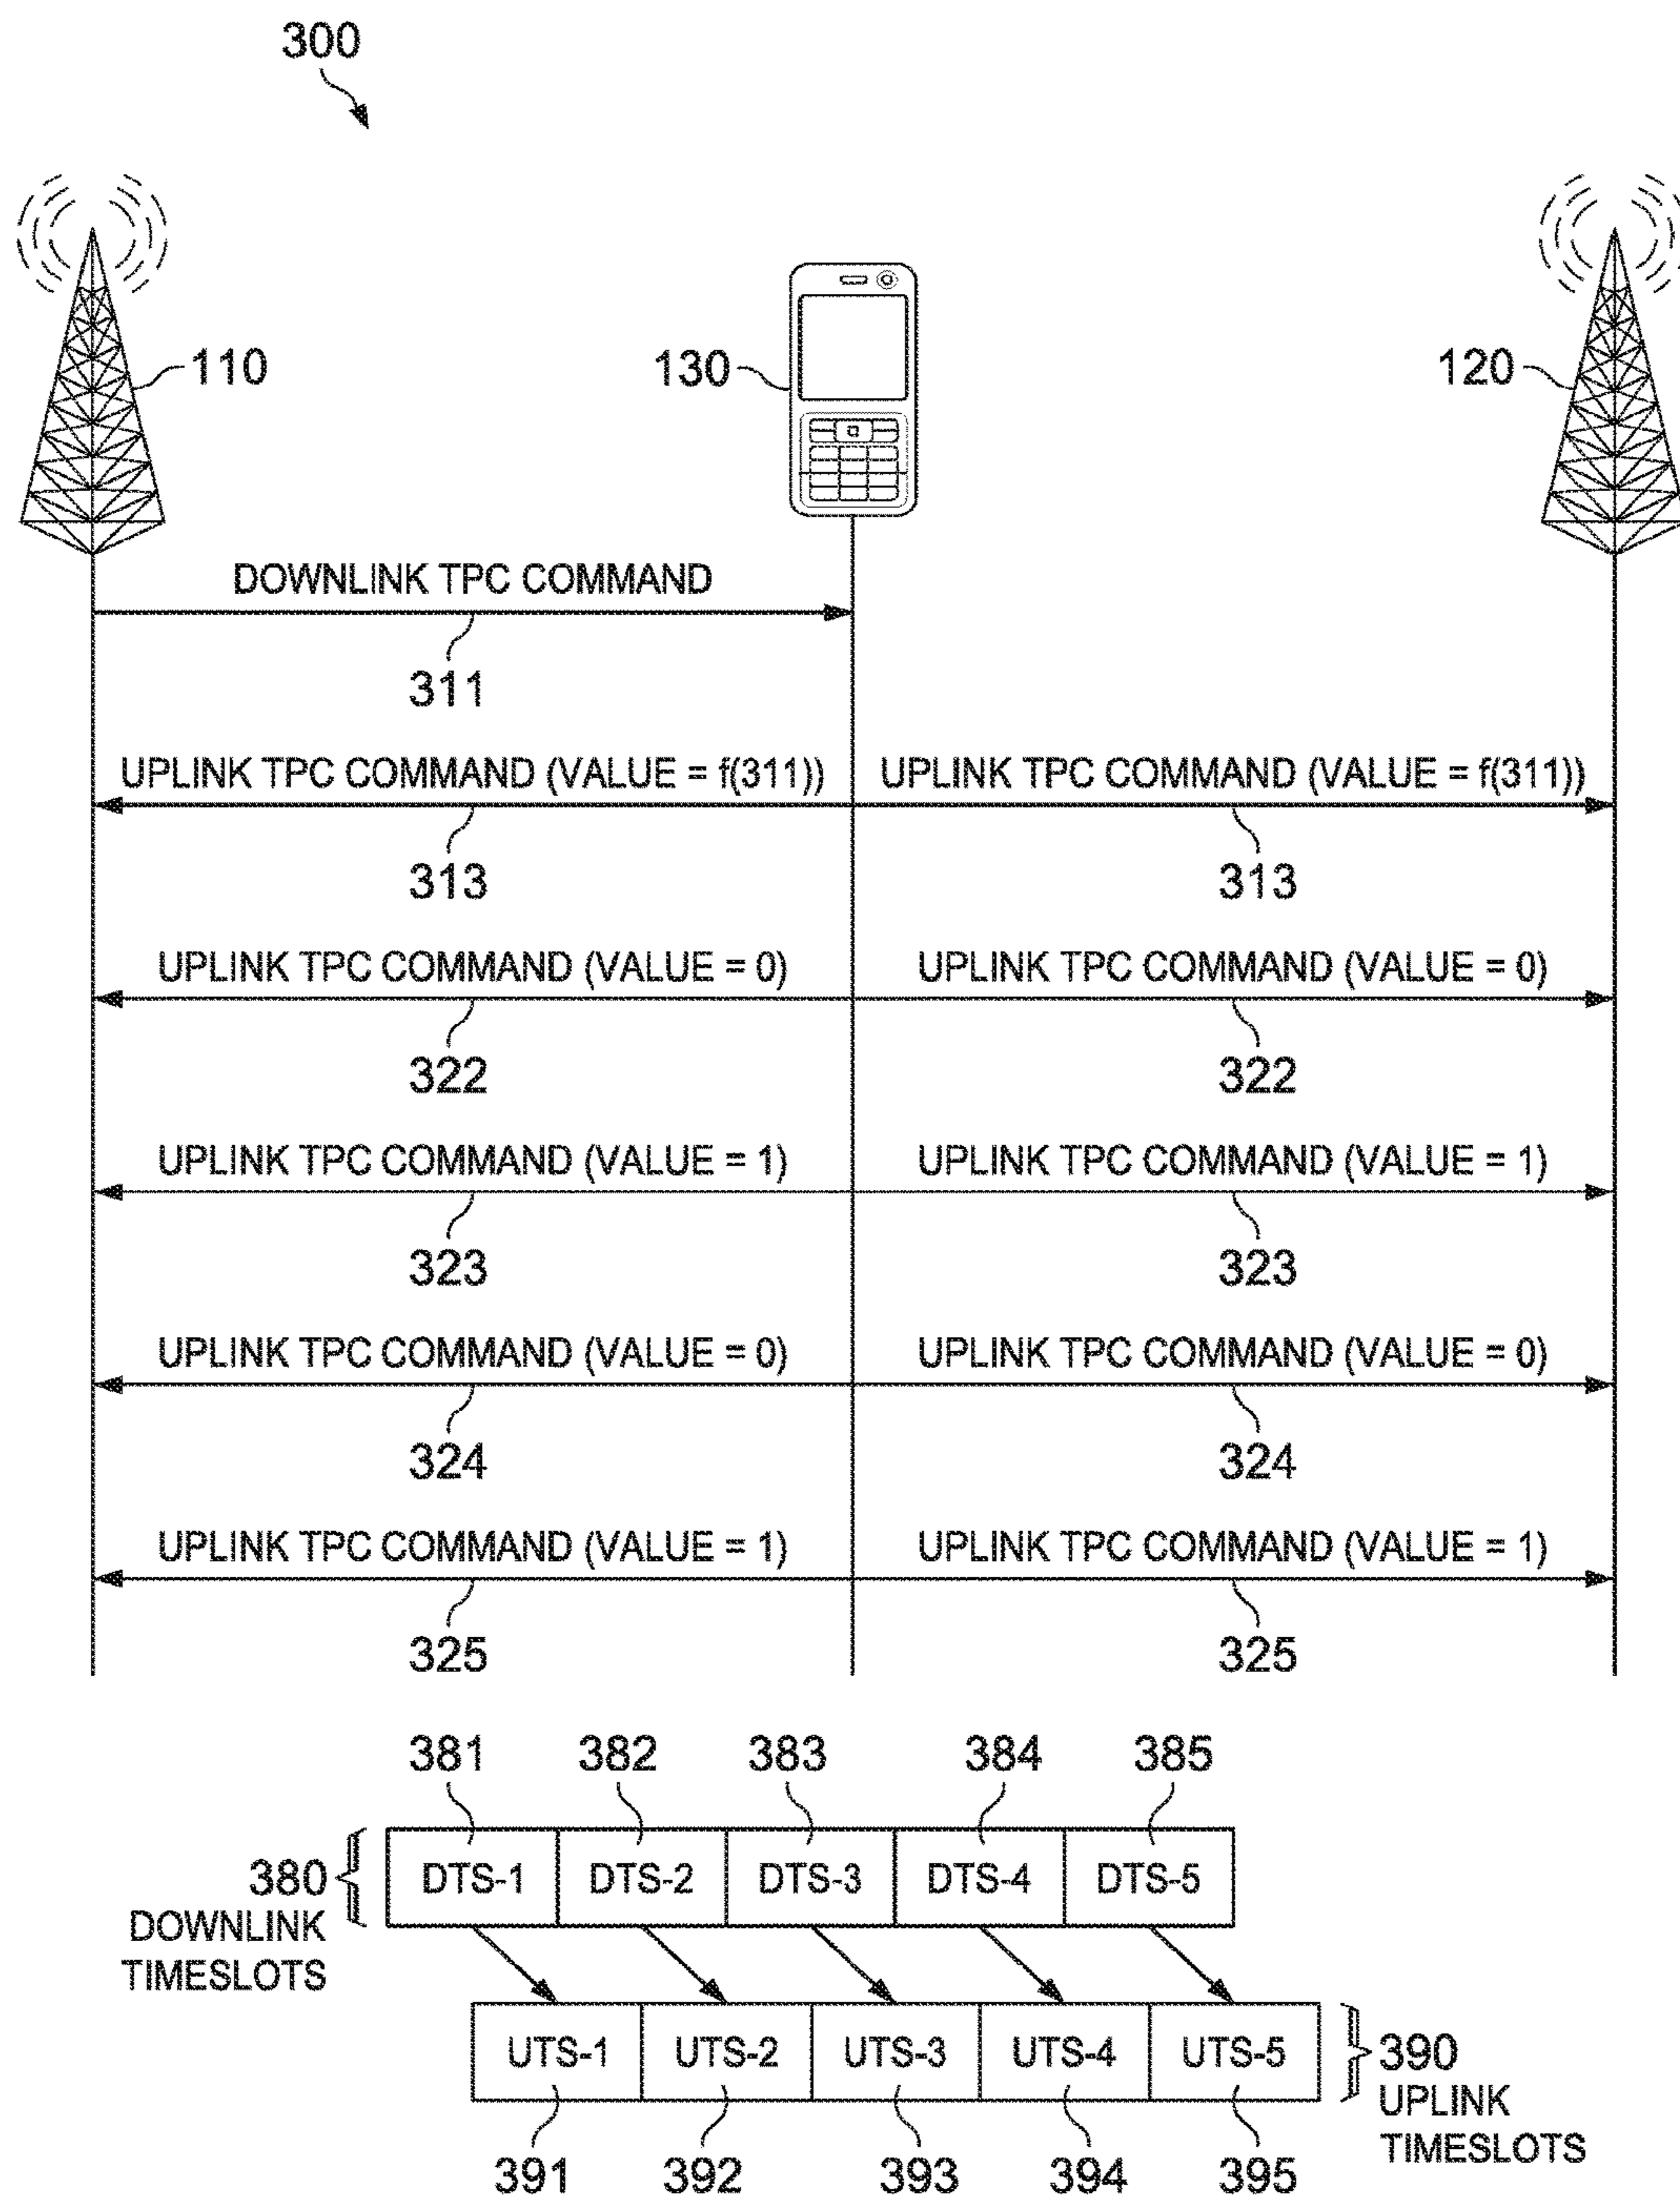 300
110
130
120
DOWNLINK TPC COMMAND
311
UPLINK TPC COMMAND (VALUE = f(311)) UPLINK TPC COMMAND (VALUE = f(311))
313 313
UPLINK TPC COMMAND (VALUE = 0) UPLINK TPC COMMAND (VALUE = 0)
322 322
UPLINK TPC COMMAND (VALUE = 1) UPLINK TPC COMMAND (VALUE = 1)
323 323
UPLINK TPC COMMAND (VALUE = 0) UPLINK TPC COMMAND (VALUE = 0)
324 324
UPLINK TPC COMMAND (VALUE = 1) UPLINK TPC COMMAND (VALUE = 1)
325 325
381 382 383 384 385
380
DOWNLINK
TIMESLOTS
DTS-1 DTS-2 DTS-3 DTS-4 DTS-5
UTS-1 UTS-2 UTS-3 UTS-4 UTS-5
390
UPLINK
TIMESLOTS
391 392 393 394 395